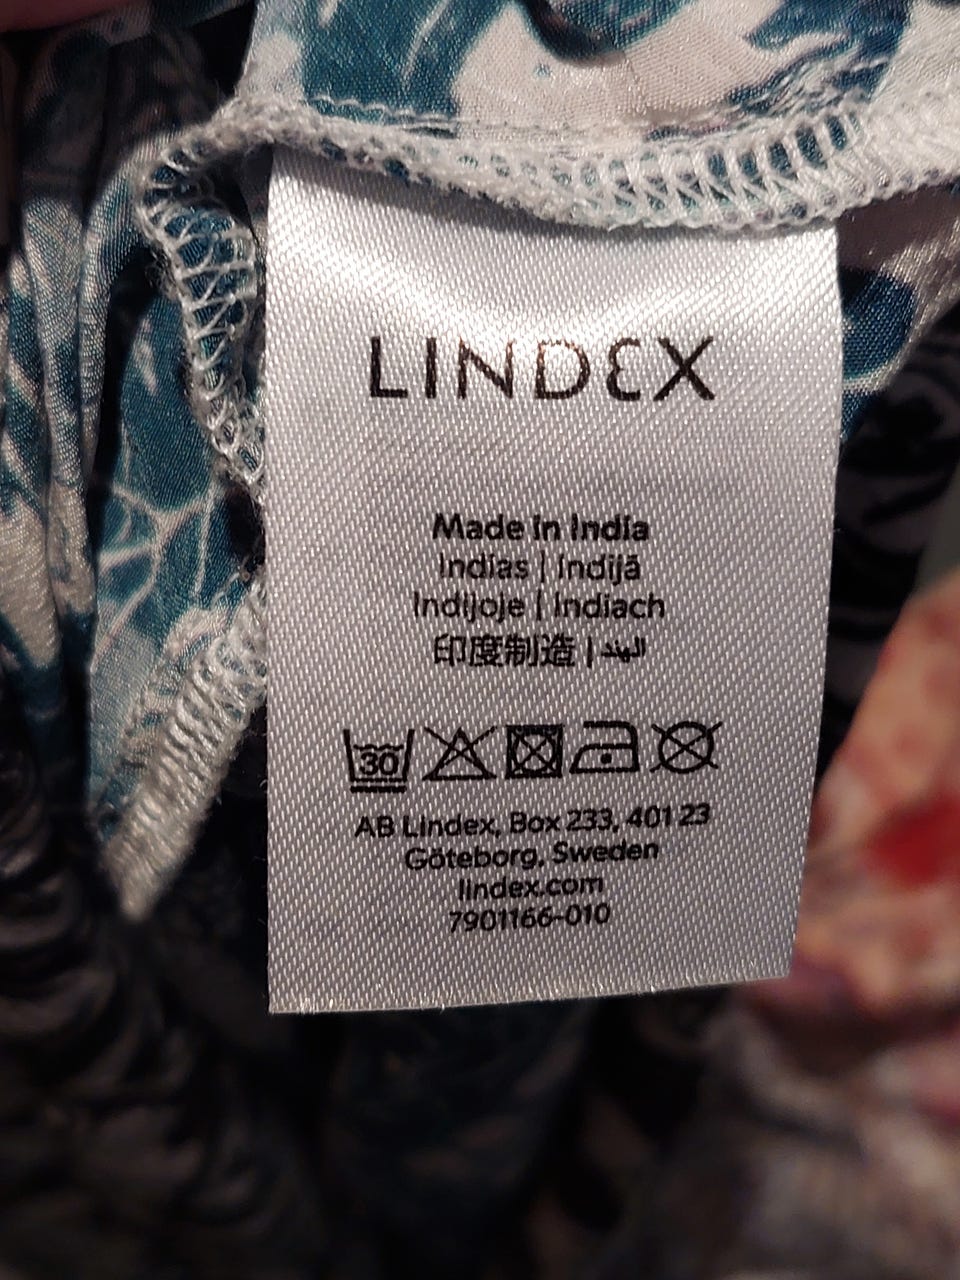 LINDEX
Made in India
Indias | Indijā
Indijoje | Indiach
印度制造 | الهند
30
AB Lindex, Box 233, 401 23
Göteborg, Sweden
lindex.com
7901166-010